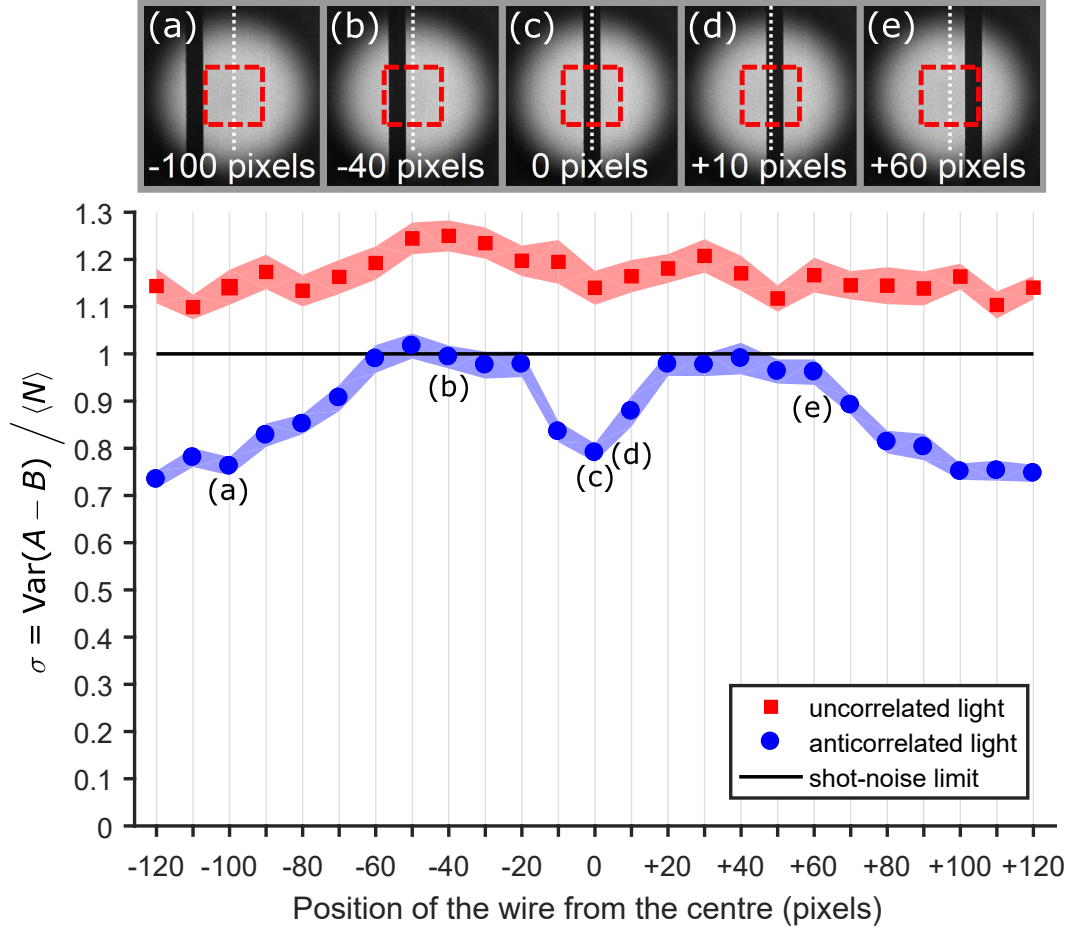 (a) (b) (c) (d) (e)
-100 pixels -40 pixels 0 pixels +10 pixels +60 pixels
σ = Var(A − B) / ⟨N⟩
1.3
1.2
1.1
1
0.9
0.8
0.7
0.6
0.5
0.4
0.3
0.2
0.1
0
(b)
(e)
(d)
(c)
(a)
uncorrelated light
anticorrelated light
shot-noise limit
-120 -100 -80 -60 -40 -20 0 +20 +40 +60 +80 +100 +120
Position of the wire from the centre (pixels)